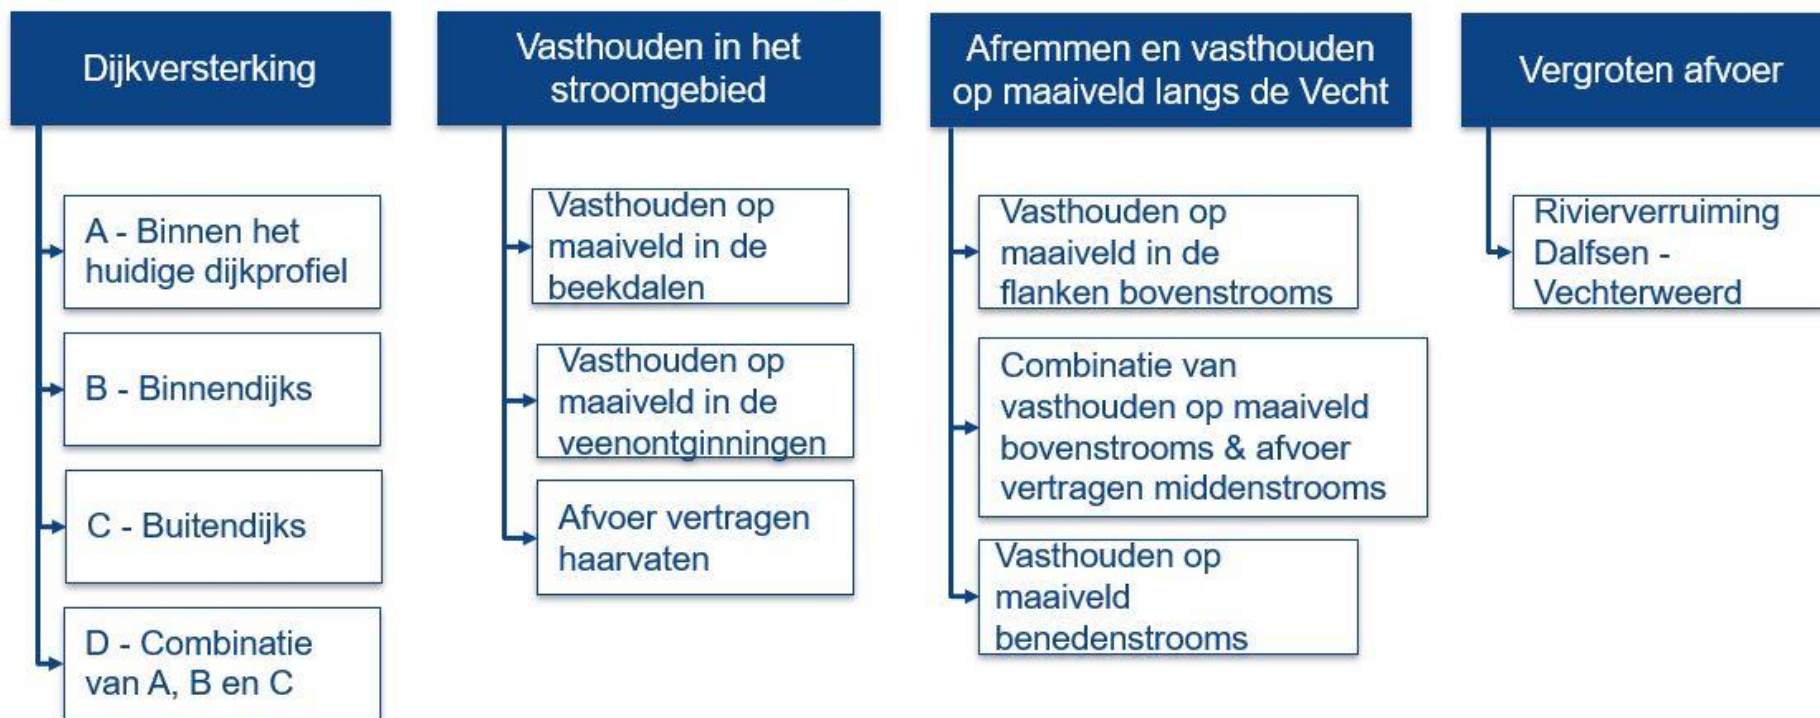 Dijkversterking
A - Binnen het
huidige dijkprofiel
B - Binnendijks
C - Buitendijks
D - Combinatie
van A, B en C
Vasthouden in het
stroomgebied
Vasthouden op
maaiveld in de
beekdalen
Vasthouden op
maaiveld in de
veenontginningen
Afvoer vertragen
haarvaten
Afremmen en vasthouden
op maaiveld langs de Vecht
Vasthouden op
maaiveld in de
flanken bovenstrooms
Combinatie van
vasthouden op maaiveld
bovenstrooms & afvoer
vertragen middenstrooms
Vasthouden op
maaiveld
benedenstrooms
Vergroten afvoer
Rivierverruiming
Dalfsen -
Vechterweerd